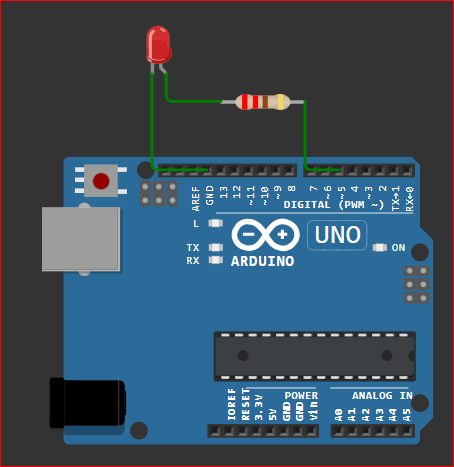 AREF GND 13 12 ~11 ~10 ~9 8 7 ~6 ~5 4 ~3 2 TX→1 RX←0
DIGITAL (PWM ~)
L
UNO
TX ON
RX ARDUINO
IOREF RESET 3.3V 5V GND GND Vin A0 A1 A2 A3 A4 A5
POWER ANALOG IN